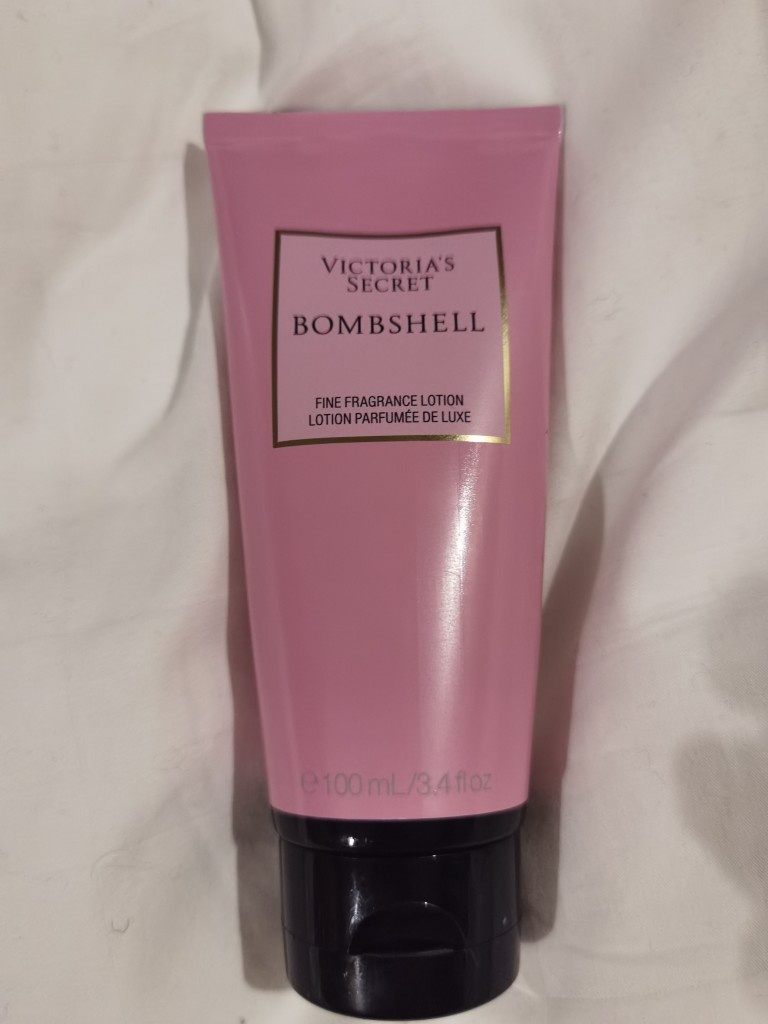 VICTORIA'S
SECRET
BOMBSHELL
FINE FRAGRANCE LOTION
LOTION PARFUMÉE DE LUXE
℮100 mL/3.4 fl oz